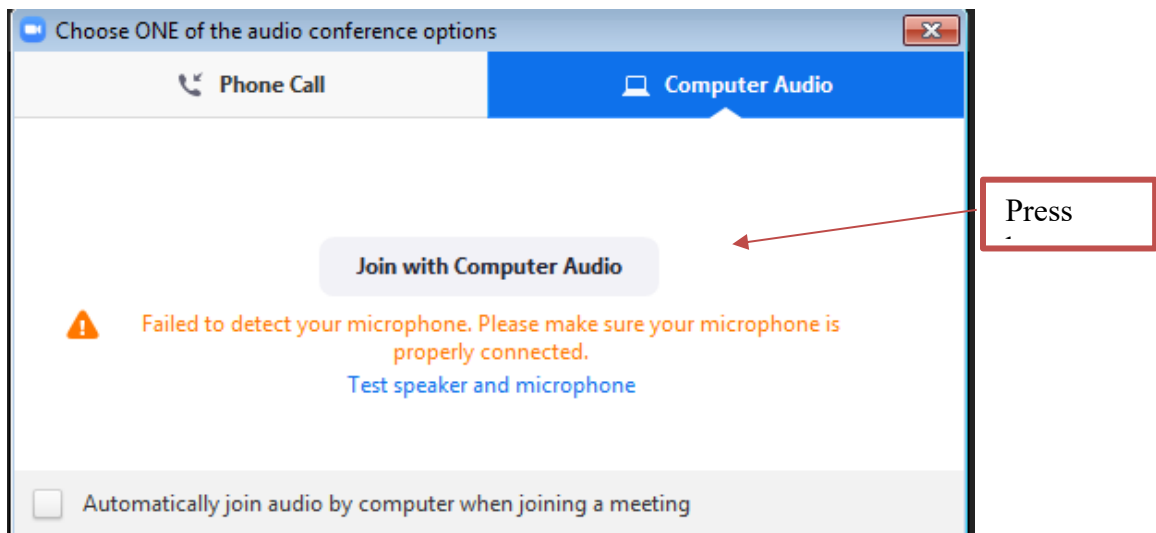 Choose ONE of the audio conference options
Phone Call
Computer Audio
Press
Join with Computer Audio
Failed to detect your microphone. Please make sure your microphone is
properly connected.
Test speaker and microphone
Automatically join audio by computer when joining a meeting